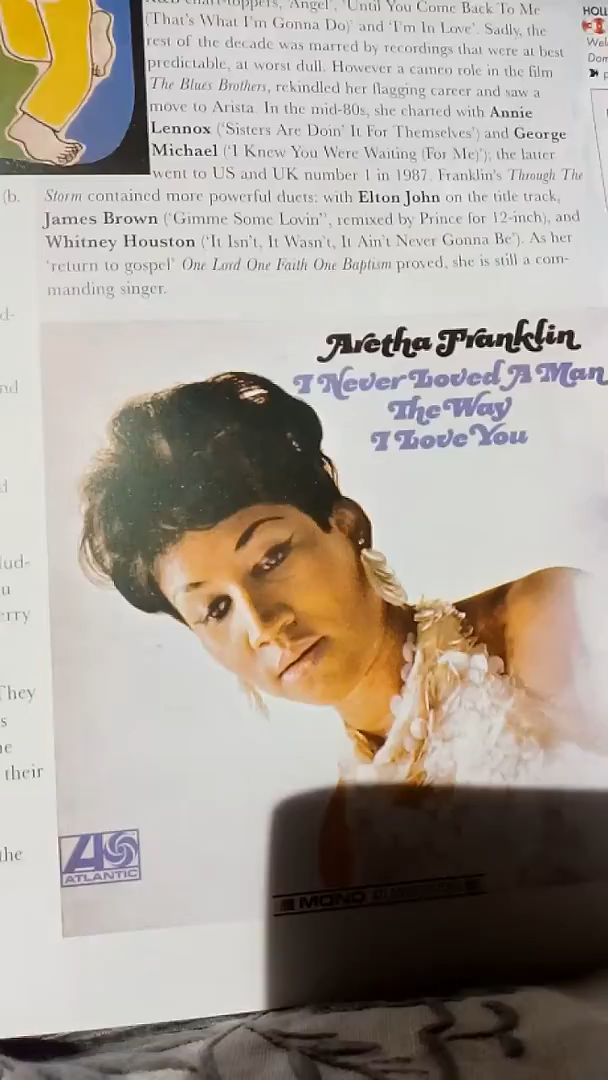 Angel', 'Until You Come Back To Me
(That's What I'm Gonna Do)' and 'I'm In Love'. Sadly, the
rest of the decade was marred by recordings that were at best
predictable, at worst dull. However a cameo role in the film
The Blues Brothers, rekindled her flagging career and saw a
move to Arista. In the mid-80s, she charted with Annie
Lennox ('Sisters Are Doin' It For Themselves') and George
Michael ('I Knew You Were Waiting (For Me)'); the latter
went to US and UK number 1 in 1987. Franklin's Through The
Storm contained more powerful duets: with Elton John on the title track,
James Brown ('Gimme Some Lovin'', remixed by Prince for 12-inch), and
Whitney Houston ('It Isn't, It Wasn't, It Ain't Never Gonna Be'). As her
'return to gospel' One Lord One Faith One Baptism proved, she is still a com-
manding singer.
(b.
d-
nd
d
lud-
u
erry
They
s
ne
their
the
HOLL
Wel
Dom
Aretha Franklin
I Never Loved A Man
The Way
I Love You
ATLANTIC
MONO